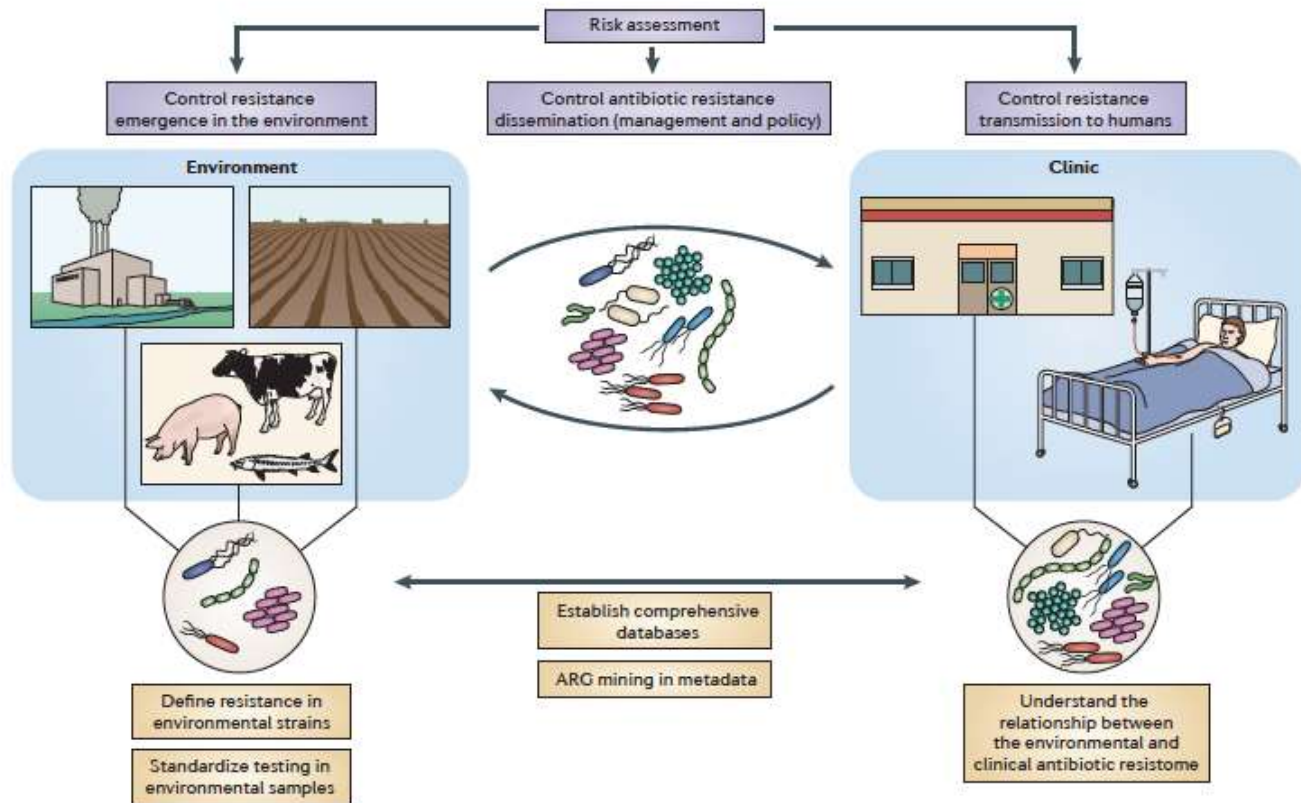 Risk assessment
Control resistance
emergence in the environment
Control antibiotic resistance
dissemination (management and policy)
Control resistance
transmission to humans
Environment
Clinic
Establish comprehensive
databases
ARG mining in metadata
Define resistance in
environmental strains
Standardize testing in
environmental samples
Understand the
relationship between
the environmental and
clinical antibiotic resistome